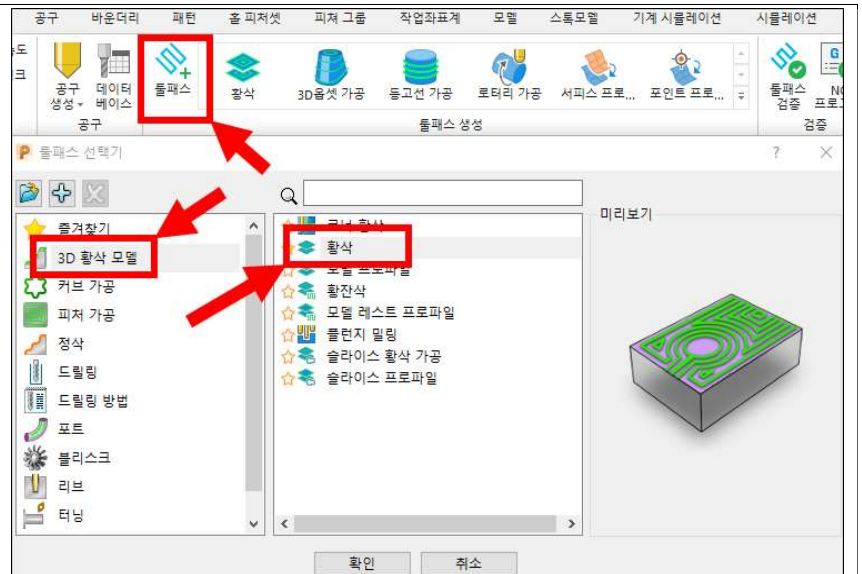 공구 바운더리 패턴 홀 피처셋 피쳐 그룹 작업좌표계 모델 스톡모델 기계 시뮬레이션 시뮬레이션
도
크
공구 생성
데이터 베이스
툴패스
황삭
3D옵셋 가공
등고선 가공
로터리 가공
서피스 프로...
포인트 프로...
툴패스 검증
G
공구
툴패스 생성
검증
P 툴패스 선택기 ?
즐겨찾기
3D 황삭 모델
커브 가공
피처 가공
정삭
드릴링
드릴링 방법
포트
블리스크
리브
터닝
황삭
모델 프로파일
황잔삭
모델 레스트 프로파일
플런지 밀링
슬라이스 황삭 가공
슬라이스 프로파일
미리보기
확인 취소